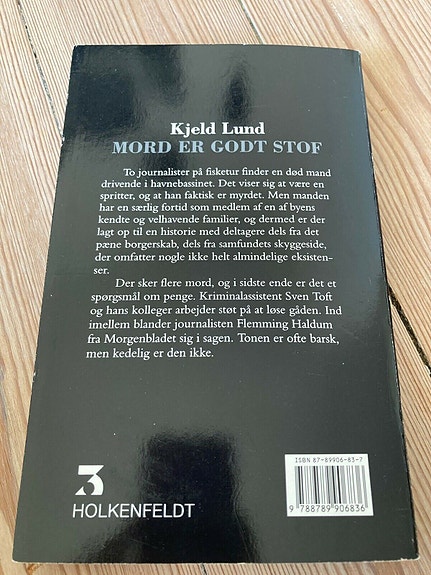 Kjeld Lund
MORD ER GODT STOF
To journalister på fisketur finder en død mand
drivende i havnebassinet. Det viser sig at være en
spritter, og at han faktisk er myrdet. Men manden
har en særlig fortid som medlem af en af byens
kendte og velhavende familier, og dermed er der
lagt op til en historie med deltagere dels fra det
pæne borgerskab, dels fra samfundets skyggeside,
der omfatter nogle ikke helt almindelige eksisten-
ser.
Der sker flere mord, og i sidste ende er det et
spørgsmål om penge. Kriminalassistent Sven Toft
og hans kolleger arbejder støt på at løse gåden. Ind
imellem blander journalisten Flemming Haldum
fra Morgenbladet sig i sagen. Tonen er ofte barsk,
men kedelig er den ikke.
ISBN 87-89906-83-7
9 788789 906836
3
HOLKENFELDT